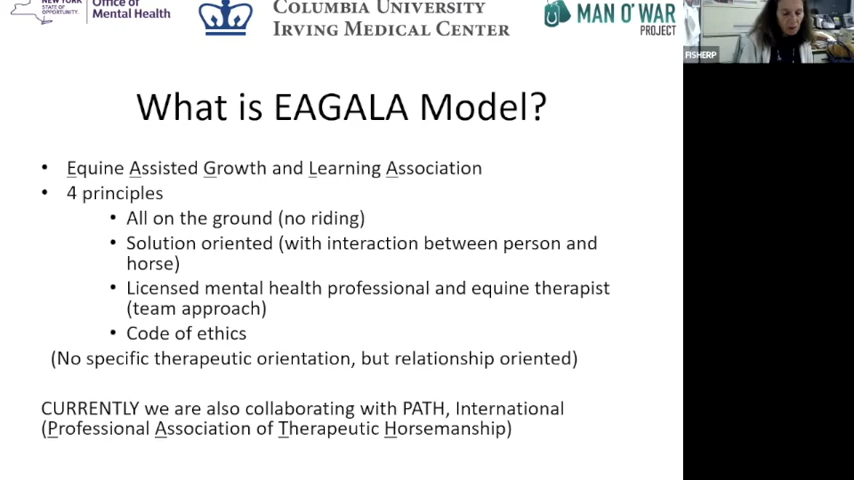 NEW YORK
STATE OF
OPPORTUNITY.
Office of
Mental Health
COLUMBIA UNIVERSITY
IRVING MEDICAL CENTER
MAN O' WAR
PROJECT
FISHERP
What is EAGALA Model?
• Equine Assisted Growth and Learning Association
• 4 principles
• All on the ground (no riding)
• Solution oriented (with interaction between person and
horse)
• Licensed mental health professional and equine therapist
(team approach)
• Code of ethics
(No specific therapeutic orientation, but relationship oriented)
CURRENTLY we are also collaborating with PATH, International
(Professional Association of Therapeutic Horsemanship)